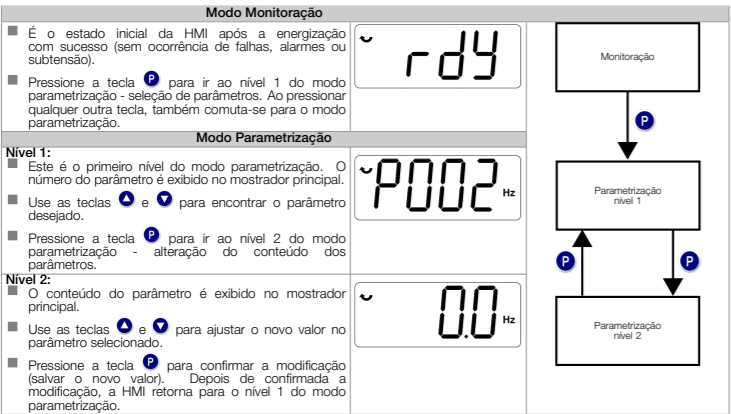 Modo Monitoração
É o estado inicial da HMI após a energização
com sucesso (sem ocorrência de falhas, alarmes ou
subtensão).
Pressione a tecla P para ir ao nível 1 do modo
parametrização - seleção de parâmetros. Ao pressionar
qualquer outra tecla, também comuta-se para o modo
parametrização.
rdy
Monitoração
P
Modo Parametrização
Nível 1:
Este é o primeiro nível do modo parametrização. O
número do parâmetro é exibido no mostrador principal.
Use as teclas e para encontrar o parâmetro
desejado.
Pressione a tecla P para ir ao nível 2 do modo
parametrização - alteração do conteúdo dos
parâmetros.
P002 Hz
Parametrização
nível 1
P P
Nível 2:
O conteúdo do parâmetro é exibido no mostrador
principal.
Use as teclas e para ajustar o novo valor no
parâmetro selecionado.
Pressione a tecla P para confirmar a modificação
(salvar o novo valor). Depois de confirmada a
modificação, a HMI retorna para o nível 1 do modo
parametrização.
0.0 Hz
Parametrização
nível 2